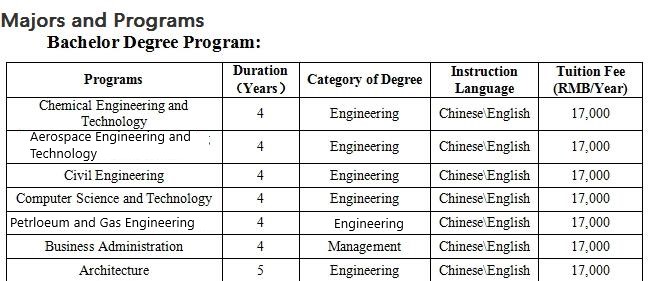 Majors and Programs
Bachelor Degree Program:
Programs Duration (Years) Category of Degree Instruction Language Tuition Fee (RMB/Year)
Chemical Engineering and Technology 4 Engineering Chinese\English 17,000
Aerospace Engineering and Technology ; 4 Engineering Chinese\English 17,000
Civil Engineering 4 Engineering Chinese\English 17,000
Computer Science and Technology 4 Engineering Chinese\English 17,000
Petrloeum and Gas Engineering 4 Engineering Chinese\English 17,000
Business Administration 4 Management Chinese\English 17,000
Architecture 5 Engineering Chinese\English 17,000